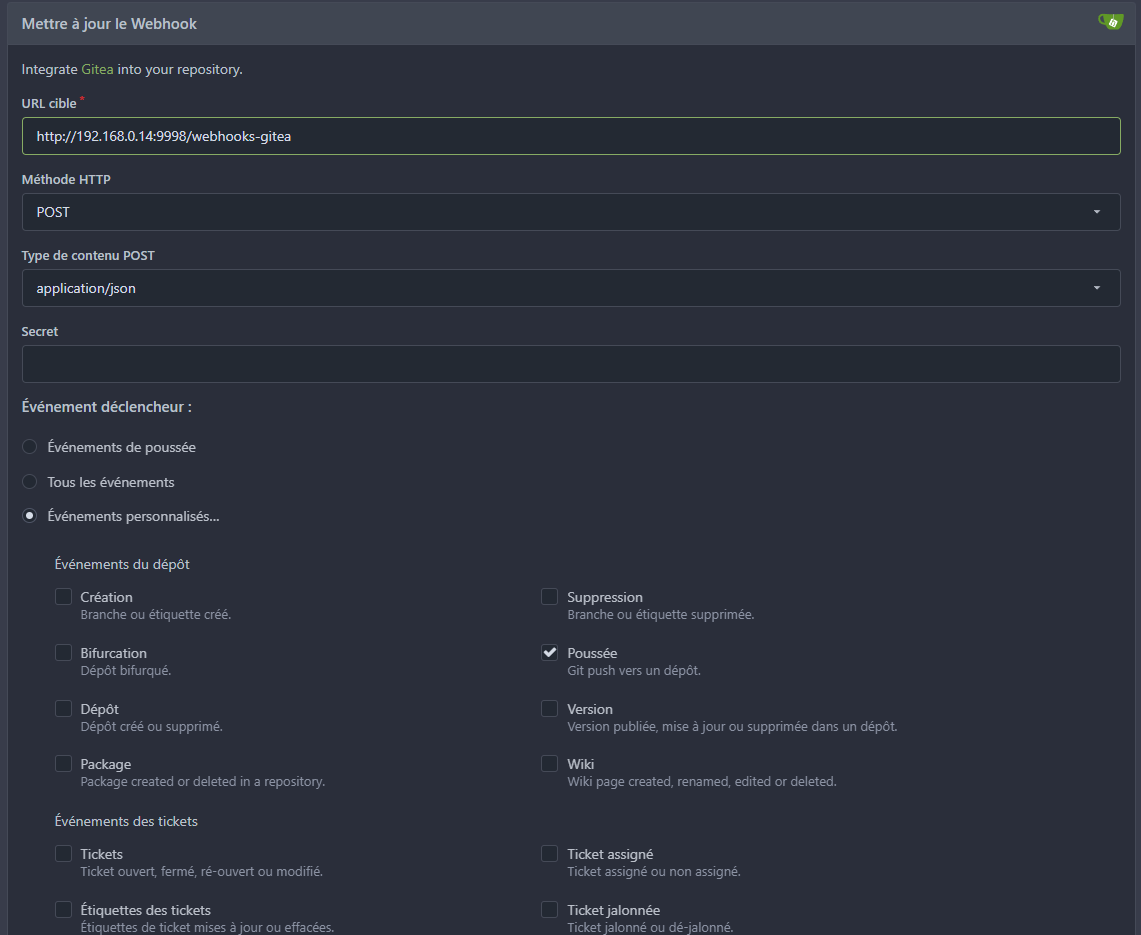 Mettre à jour le Webhook
Integrate Gitea into your repository.
URL cible *
http://192.168.0.14:9998/webhooks-gitea
Méthode HTTP
POST
Type de contenu POST
application/json
Secret
Événement déclencheur :
Événements de poussée
Tous les événements
Événements personnalisés...
Événements du dépôt
Création
Branche ou étiquette créé.
Suppression
Branche ou étiquette supprimée.
Bifurcation
Dépôt bifurqué.
Poussée
Git push vers un dépôt.
Dépôt
Dépôt créé ou supprimé.
Version
Version publiée, mise à jour ou supprimée dans un dépôt.
Package
Package created or deleted in a repository.
Wiki
Wiki page created, renamed, edited or deleted.
Événements des tickets
Tickets
Ticket ouvert, fermé, ré-ouvert ou modifié.
Ticket assigné
Ticket assigné ou non assigné.
Étiquettes des tickets
Étiquettes de ticket mises à jour ou effacées.
Ticket jalonnée
Ticket jalonné ou dé-jalonné.